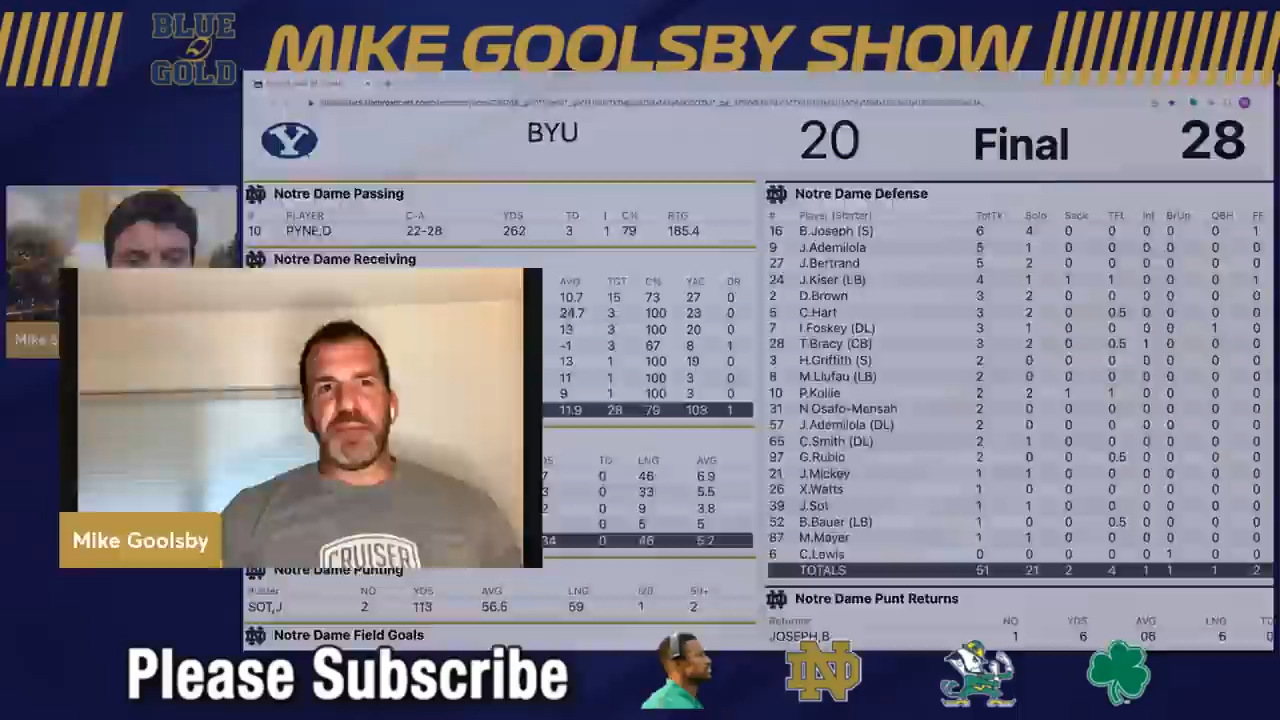 BLUE & GOLD
MIKE GOOLSBY SHOW
BYU 20 Final 28
Notre Dame Passing
# PLAYER C-A YDS TD I C% RTG
10 PYNE,D 22-28 262 3 1 79 185.4
Notre Dame Receiving
AVG TGT C% YAC DR
10.7 15 73 27 0
24.7 3 100 23 0
13 3 100 20 0
-1 3 67 8 1
13 1 100 19 0
11 1 100 3 0
9 1 100 3 0
11.9 28 79 103 1
TD LNG AVG
7 0 46 6.9
3 0 33 5.5
2 0 9 3.8
0 5 5
34 0 46 5.2
Notre Dame Punting
Punter NO YDS AVG LNG I20 50+
SOT,J 2 113 56.5 59 1 2
Notre Dame Field Goals
Notre Dame Defense
# Player (Starter) TotTk Solo Sack TFL Int BrUp QBH FF
16 B.Joseph (S) 6 4 0 0 0 0 0 1
9 J.Ademilola 5 1 0 0 0 0 0 0
27 J.Bertrand 5 2 0 0 0 0 0 0
24 J.Kiser (LB) 4 1 1 1 0 0 0 1
2 D.Brown 3 2 0 0 0 0 0 0
5 C.Hart 3 2 0 0.5 0 0 0 0
7 I.Foskey (DL) 3 1 0 0 0 0 1 0
28 T.Bracy (CB) 3 2 0 0.5 1 0 0 0
3 H.Griffith (S) 2 0 0 0 0 0 0 0
8 M.Liufau (LB) 2 0 0 0 0 0 0 0
10 P.Kollie 2 2 1 1 0 0 0 0
31 N.Osafo-Mensah 2 0 0 0 0 0 0 0
57 J.Ademilola (DL) 2 0 0 0 0 0 0 0
65 C.Smith (DL) 2 1 0 0 0 0 0 0
97 G.Rubio 2 0 0 0.5 0 0 0 0
21 J.Mickey 1 1 0 0 0 0 0 0
26 X.Watts 1 0 0 0 0 0 0 0
39 J.Sot 1 1 0 0 0 0 0 0
52 B.Bauer (LB) 1 0 0 0.5 0 0 0 0
87 M.Mayer 1 1 0 0 0 0 0 0
6 C.Lewis 0 0 0 0 0 1 0 0
TOTALS 51 21 2 4 1 1 1 2
Notre Dame Punt Returns
Returner NO YDS AVG LNG TD
JOSEPH,B 1 6 06 6 0
Mike S
Mike Goolsby
CRUISER
Please Subscribe
ND